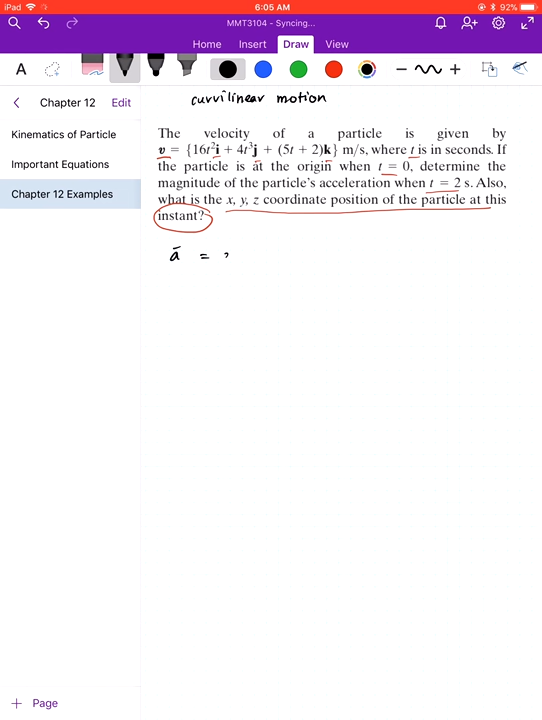 iPad 6:05 AM 92%
MMT3104 - Syncing...
Home Insert Draw View
A
Chapter 12 Edit
Kinematics of Particle
Important Equations
Chapter 12 Examples
+ Page
curvilinear motion
The velocity of a particle is given by
v = {16t²i + 4t³j + (5t + 2)k} m/s, where t is in seconds. If
the particle is at the origin when t = 0, determine the
magnitude of the particle's acceleration when t = 2 s. Also,
what is the x, y, z coordinate position of the particle at this
instant?
ā =